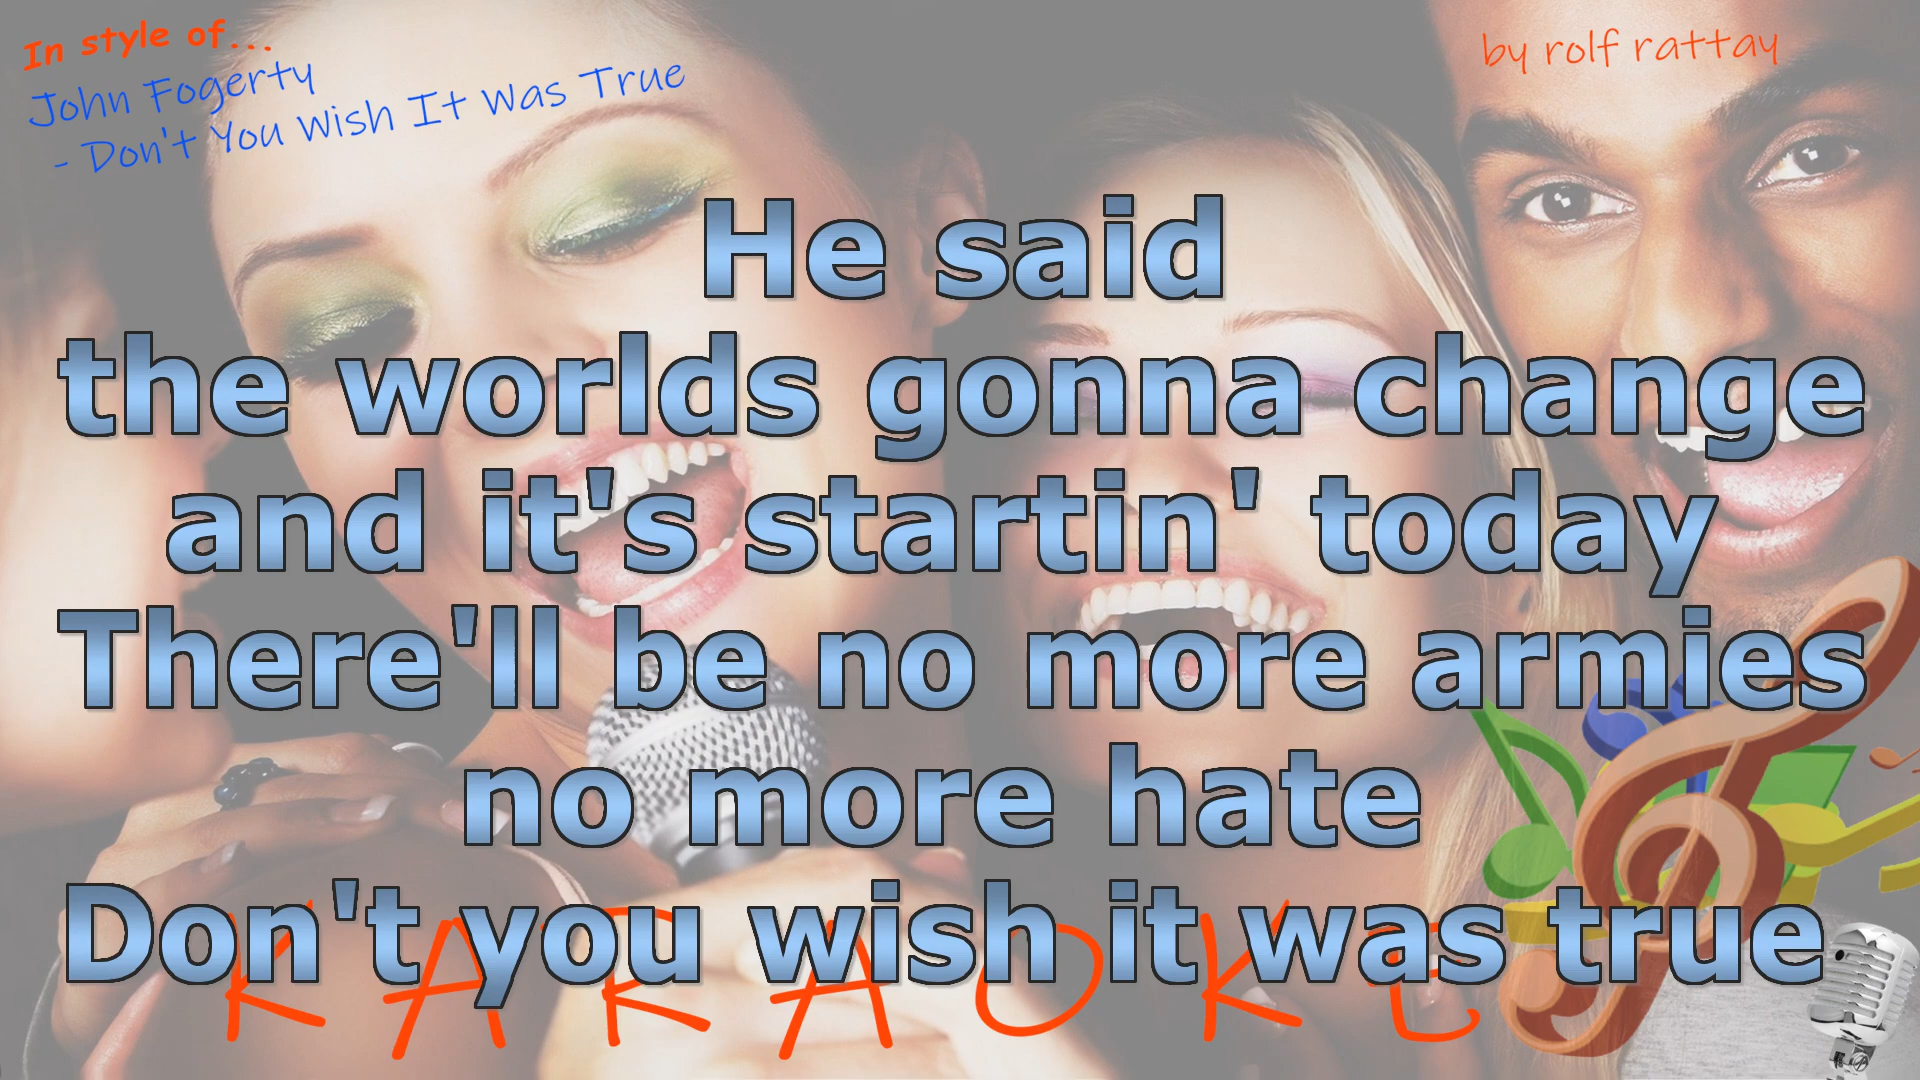 In style of...
John Fogerty
- Don't You Wish It Was True
by rolf rattay
He said
the worlds gonna change
and it's startin' today
There'll be no more armies
no more hate
Don't you wish it was true
KARAOKE